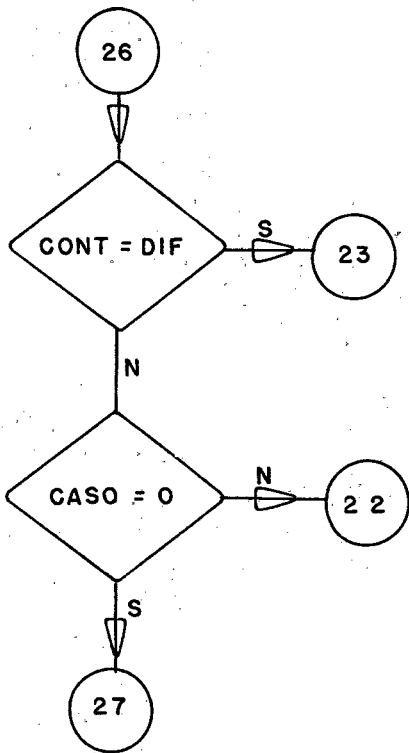 26
CONT = DIF
S
23
N
CASO = 0
N
22
S
27